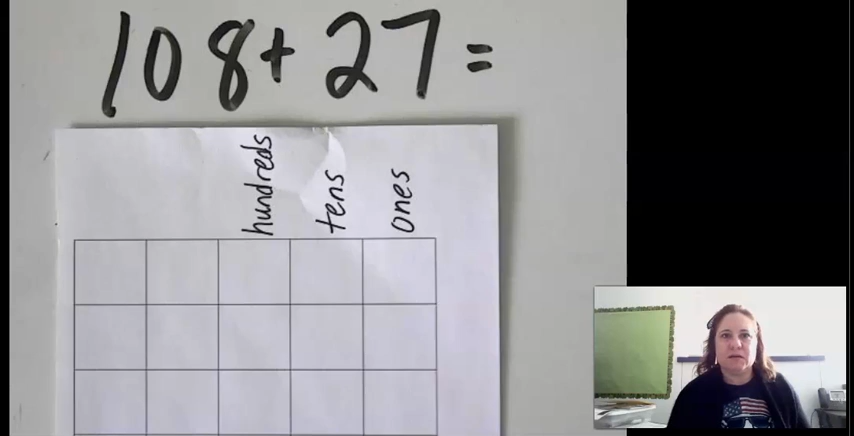 108 + 27 =
hundreds
tens
ones